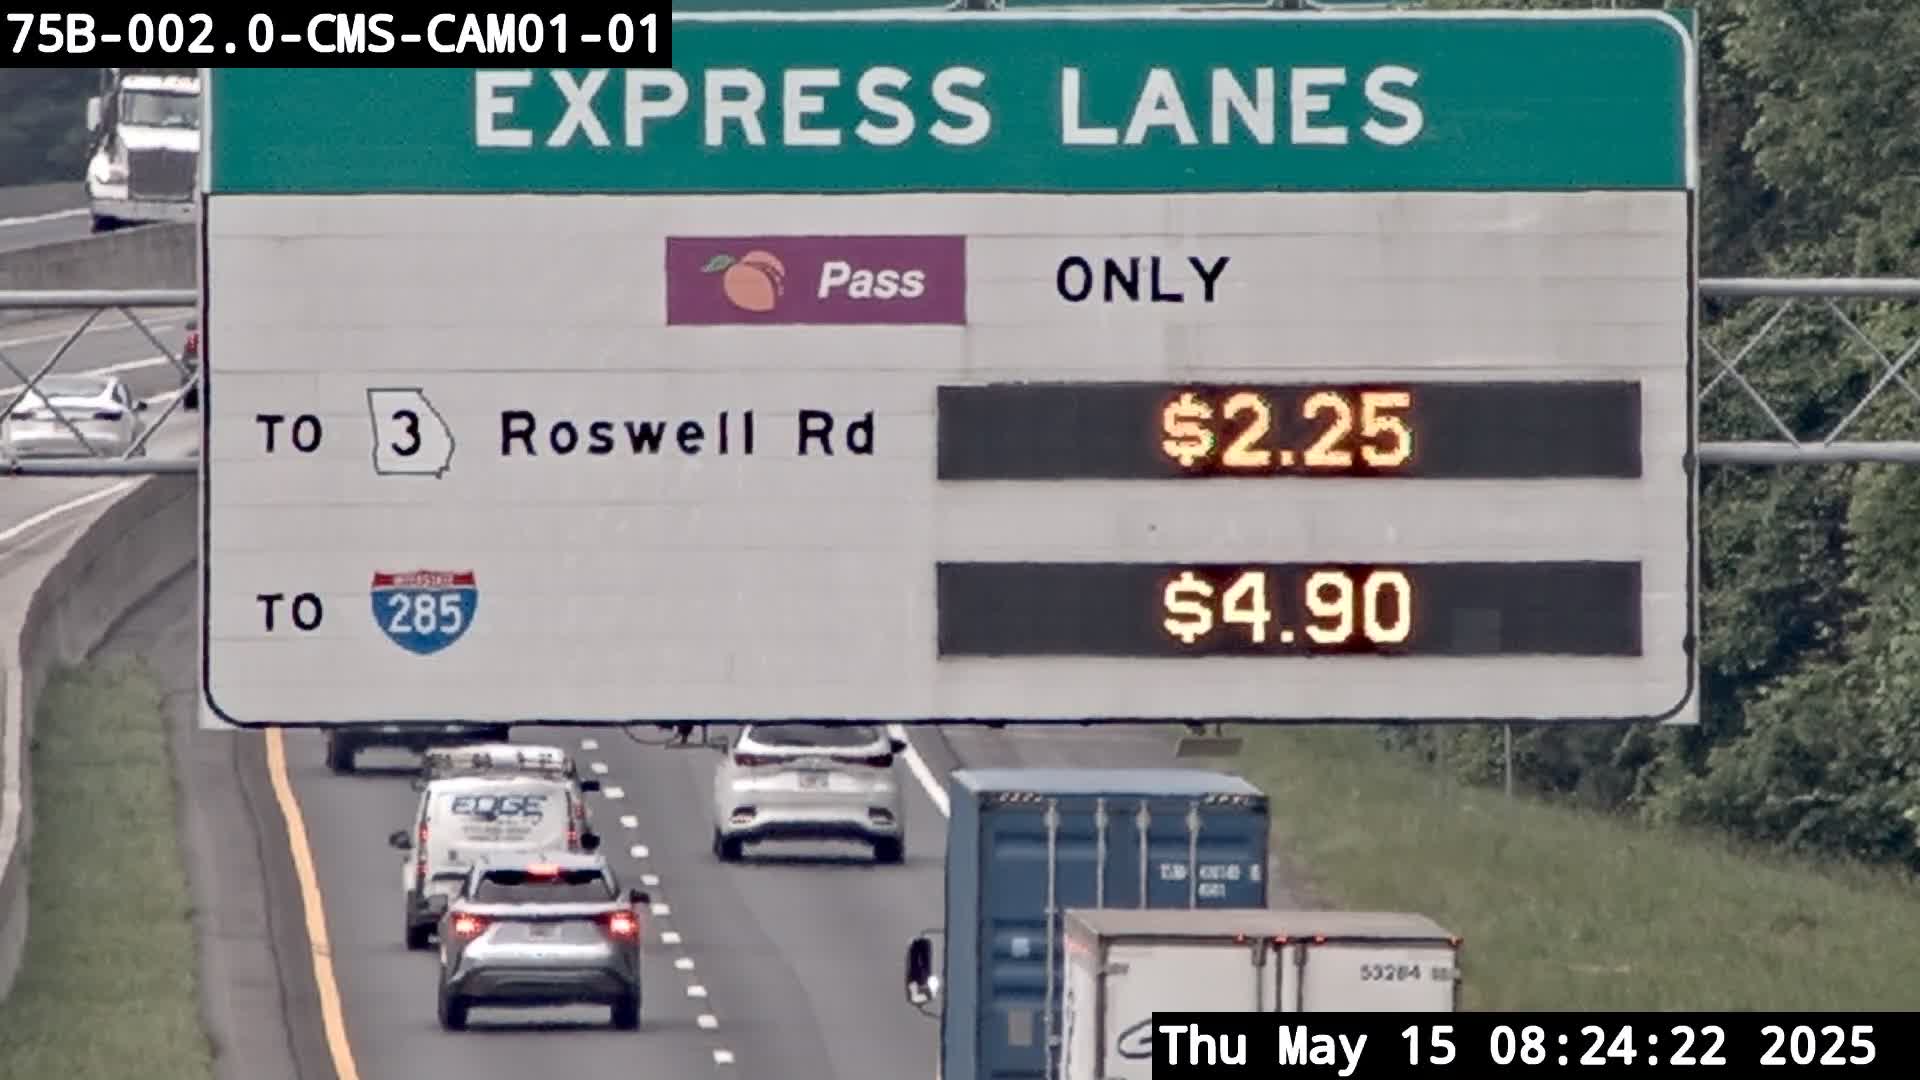 75B-002.0-CMS-CAM01-01
EXPRESS LANES
Pass ONLY
TO 3 Roswell Rd $2.25
INTERSTATE
TO 285 $4.90
EDGE
53284
Thu May 15 08:24:22 2025